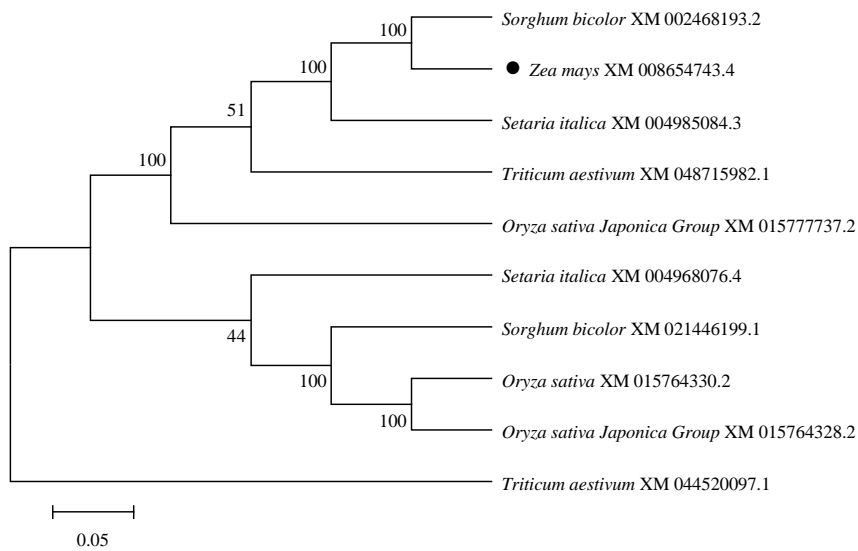 Sorghum bicolor XM 002468193.2
100
Zea mays XM 008654743.4
100
Setaria italica XM 004985084.3
51
Triticum aestivum XM 048715982.1
100
Oryza sativa Japonica Group XM 015777737.2
Setaria italica XM 004968076.4
Sorghum bicolor XM 021446199.1
44
Oryza sativa XM 015764330.2
100
Oryza sativa Japonica Group XM 015764328.2
100
Triticum aestivum XM 044520097.1
0.05